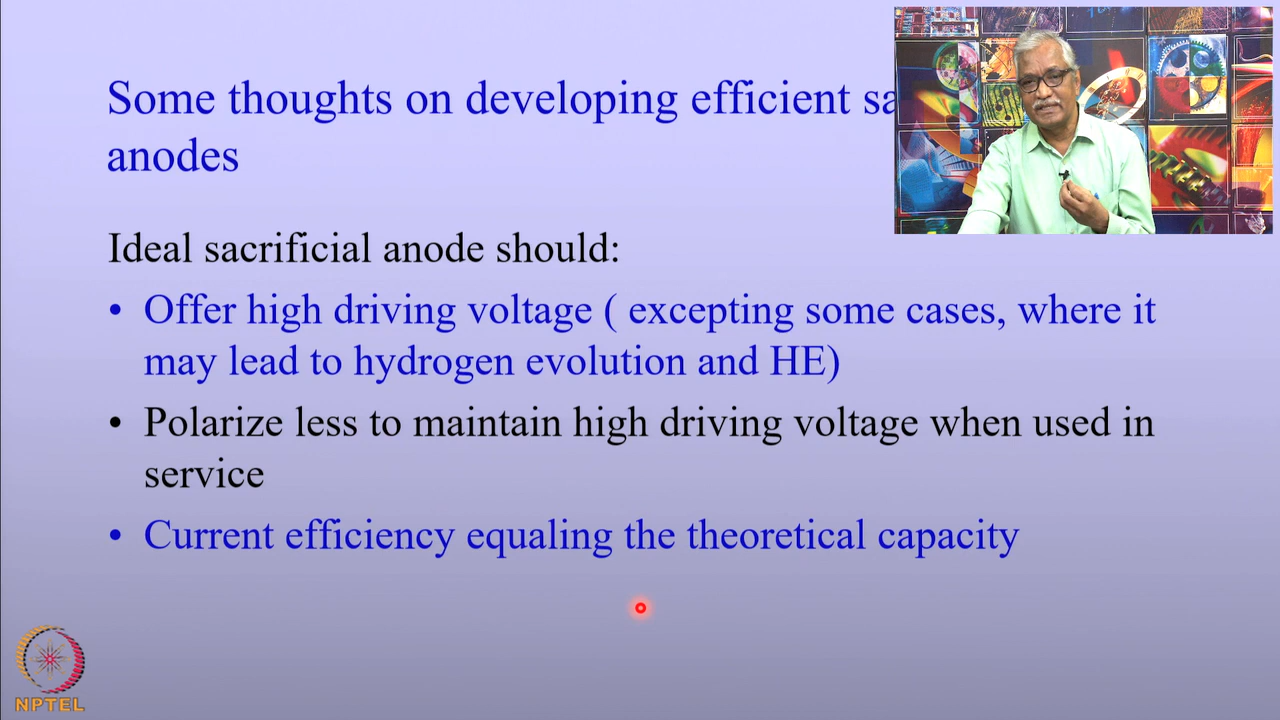 Some thoughts on developing efficient sa
anodes
Ideal sacrificial anode should:
• Offer high driving voltage ( excepting some cases, where it
may lead to hydrogen evolution and HE)
• Polarize less to maintain high driving voltage when used in
service
• Current efficiency equaling the theoretical capacity
NPTEL